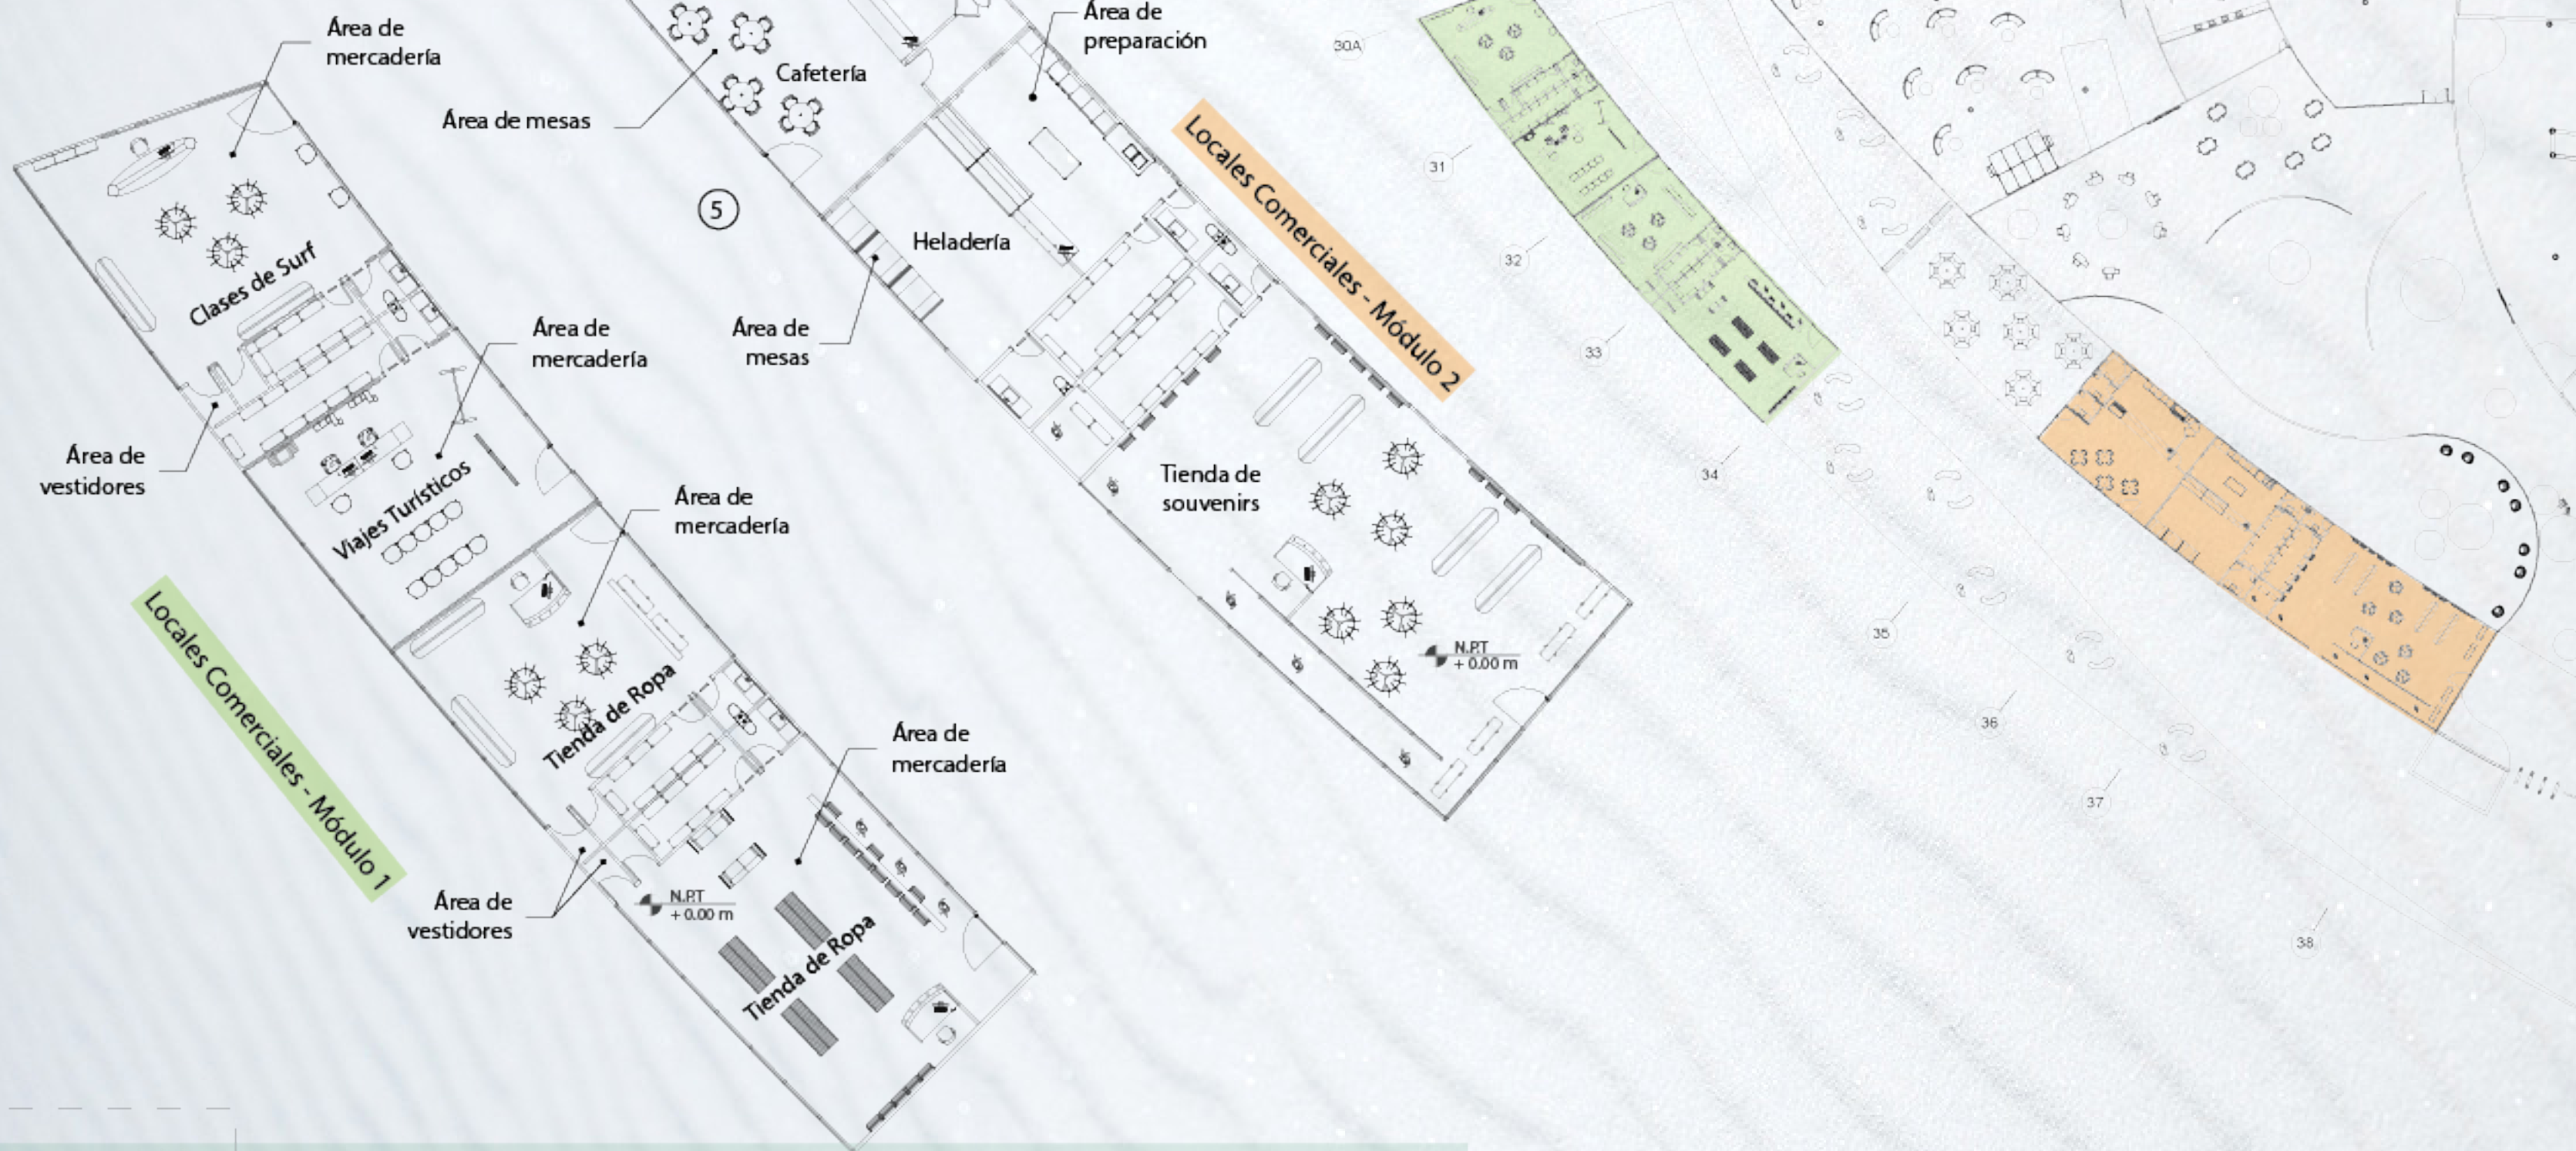 Área de
mercadería
Clases de Surf
Área de
vestidores
Área de
mercadería
Viajes Turísticos
Área de
mercadería
Tienda de Ropa
Área de
vestidores
Área de
mercadería
Tienda de Ropa
N.P.T
+ 0.00 m
Locales Comerciales - Módulo 1
Área de mesas
Cafetería
Área de
preparación
5
Heladería
Área de
mesas
Tienda de
souvenirs
N.P.T
+ 0.00 m
Locales Comerciales - Módulo 2
30A
31
32
33
34
35
36
37
38